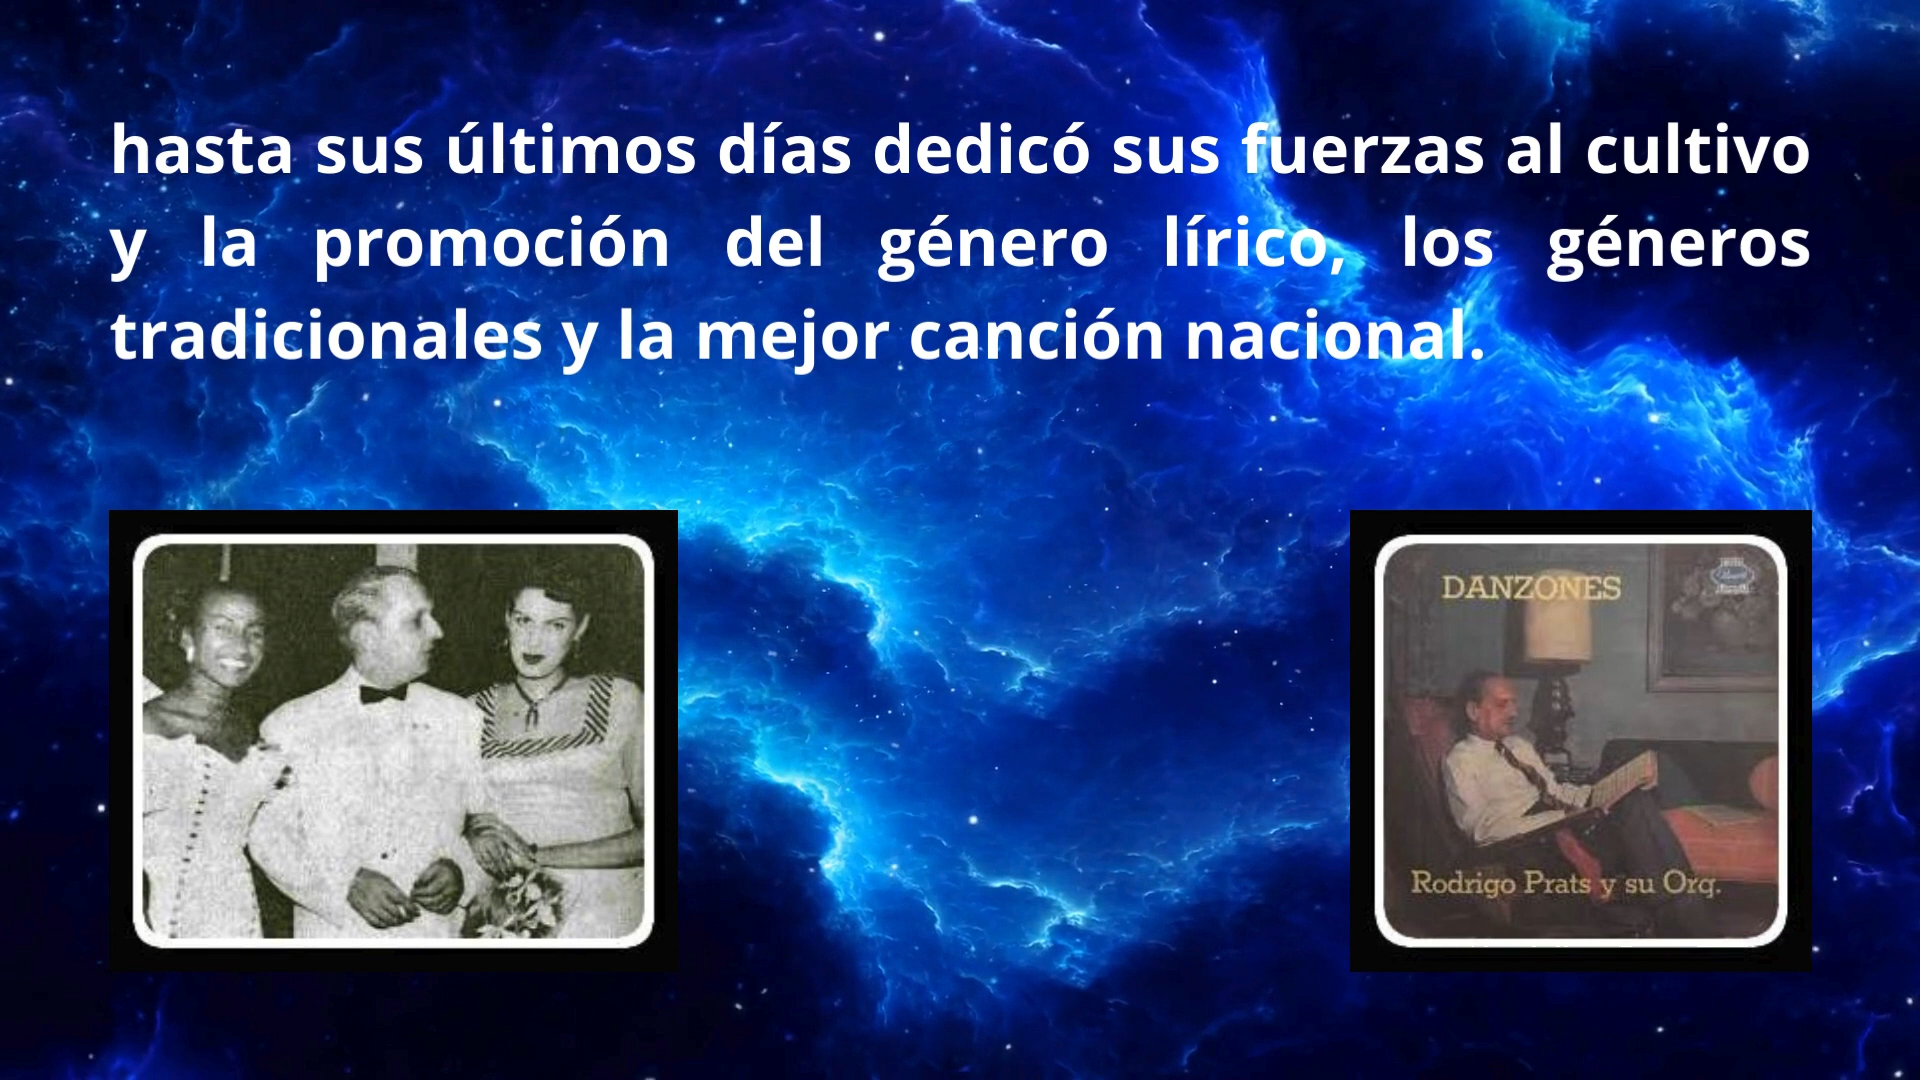 hasta sus últimos días dedicó sus fuerzas al cultivo
y la promoción del género lírico, los géneros
tradicionales y la mejor canción nacional.
DANZONES
Rodrigo Prats y su Orq.